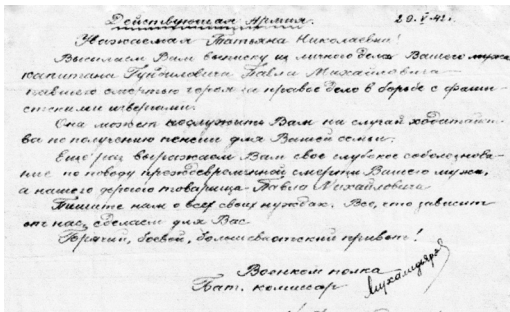 Действующая Армия. 20. V. 42 г.
Уважаемая Татьяна Николаевна!
Высылаем Вам выписку из личного дела Вашего мужа
капитана Гудиловича Павла Михайловича
павшего смертью героя за правое дело в борьбе с фаши-
стскими извергами.
Она может служить Вам на случай ходатайст-
ва по получению пенсии для Вашей семьи.
Ещё раз выражаем Вам свое глубокое соболезнова-
ние по поводу преждевременной смерти Вашего мужа,
а нашего дорогого товарища Павла Михайловича
Пишите нам о всех своих нуждах. Все, что зависит
от нас, сделаем для Вас
Горячий, боевой, большевистский привет!
Военком полка
Бат. комиссар